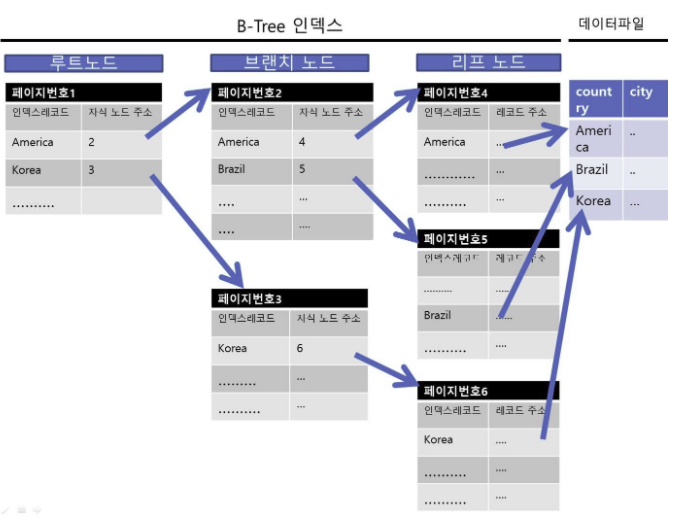 B-Tree 인덱스
데이터파일
루트노드
브랜치 노드
리프 노드
페이지번호1
인덱스레코드 자식 노드 주소
America 2
Korea 3
..........
페이지번호2
인덱스레코드 자식 노드 주소
America 4
Brazil 5
.... ...
.... ....
페이지번호3
인덱스레코드 자식 노드 주소
Korea 6
......... ...
.......... ...
페이지번호4
인덱스레코드 레코드 주소
America ....
............ ...
.......... ...
페이지번호5
인덱스레코드 레코드 주소
.......... ......
Brazil ......
.......... ....
페이지번호6
인덱스레코드 레코드 주소
Korea ....
.......... ....
.......... ....
count city
ry
Ameri ..
ca
Brazil ..
Korea ...